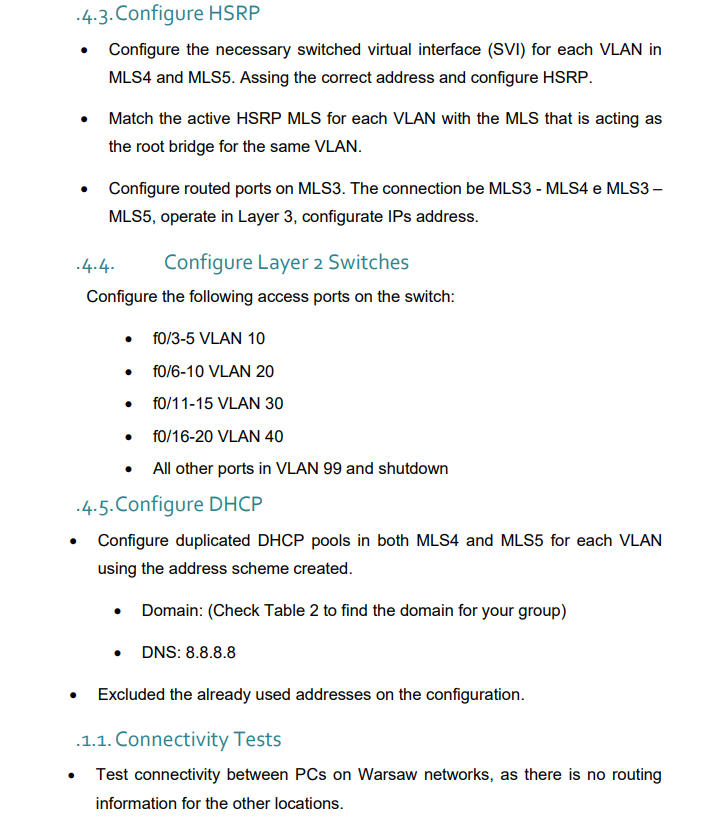 .4.3. Configure HSRP
• Configure the necessary switched virtual interface (SVI) for each VLAN in
MLS4 and MLS5. Assing the correct address and configure HSRP.
• Match the active HSRP MLS for each VLAN with the MLS that is acting as
the root bridge for the same VLAN.
• Configure routed ports on MLS3. The connection be MLS3 - MLS4 e MLS3 –
MLS5, operate in Layer 3, configurate IPs address.
.4.4. Configure Layer 2 Switches
Configure the following access ports on the switch:
• f0/3-5 VLAN 10
• f0/6-10 VLAN 20
• f0/11-15 VLAN 30
• f0/16-20 VLAN 40
• All other ports in VLAN 99 and shutdown
.4.5. Configure DHCP
• Configure duplicated DHCP pools in both MLS4 and MLS5 for each VLAN
using the address scheme created.
• Domain: (Check Table 2 to find the domain for your group)
• DNS: 8.8.8.8
• Excluded the already used addresses on the configuration.
.1.1. Connectivity Tests
• Test connectivity between PCs on Warsaw networks, as there is no routing
information for the other locations.